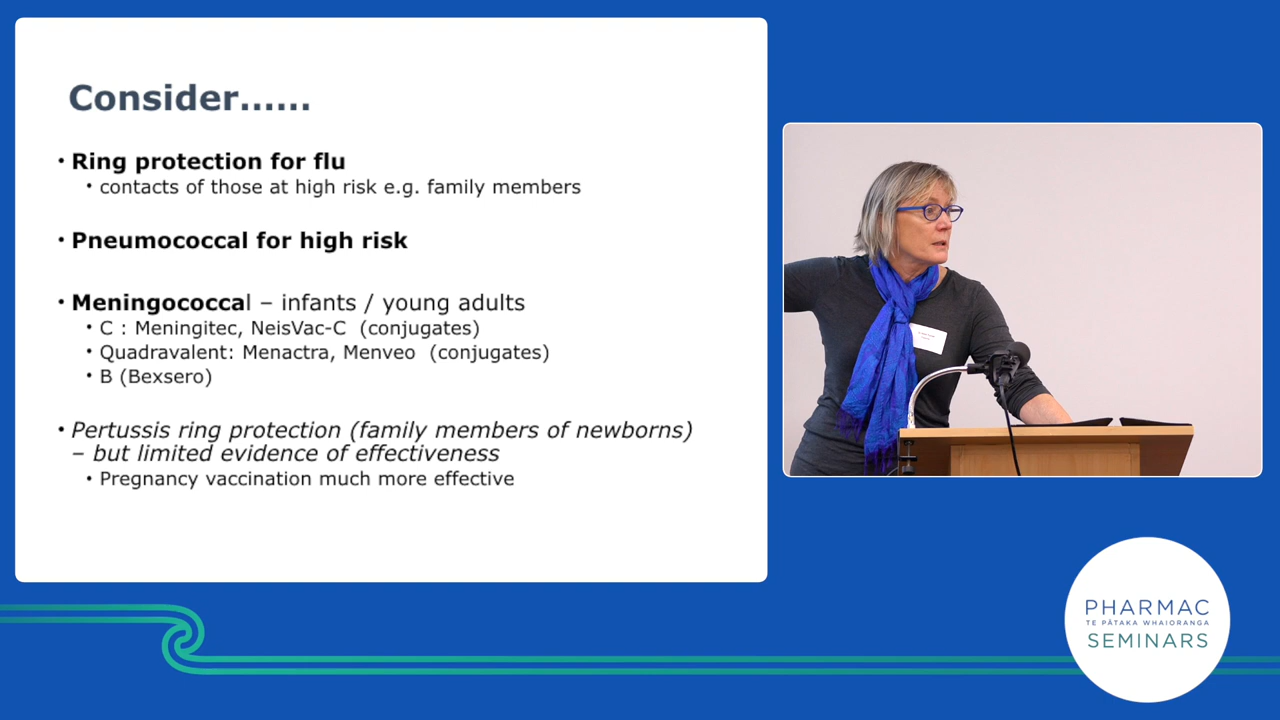 Consider......
• Ring protection for flu
• contacts of those at high risk e.g. family members
• Pneumococcal for high risk
• Meningococcal – infants / young adults
• C : Meningitec, NeisVac-C (conjugates)
• Quadravalent: Menactra, Menveo (conjugates)
• B (Bexsero)
• Pertussis ring protection (family members of newborns)
– but limited evidence of effectiveness
• Pregnancy vaccination much more effective
PHARMAC
TE PĀTAKA WHAIORANGA
SEMINARS